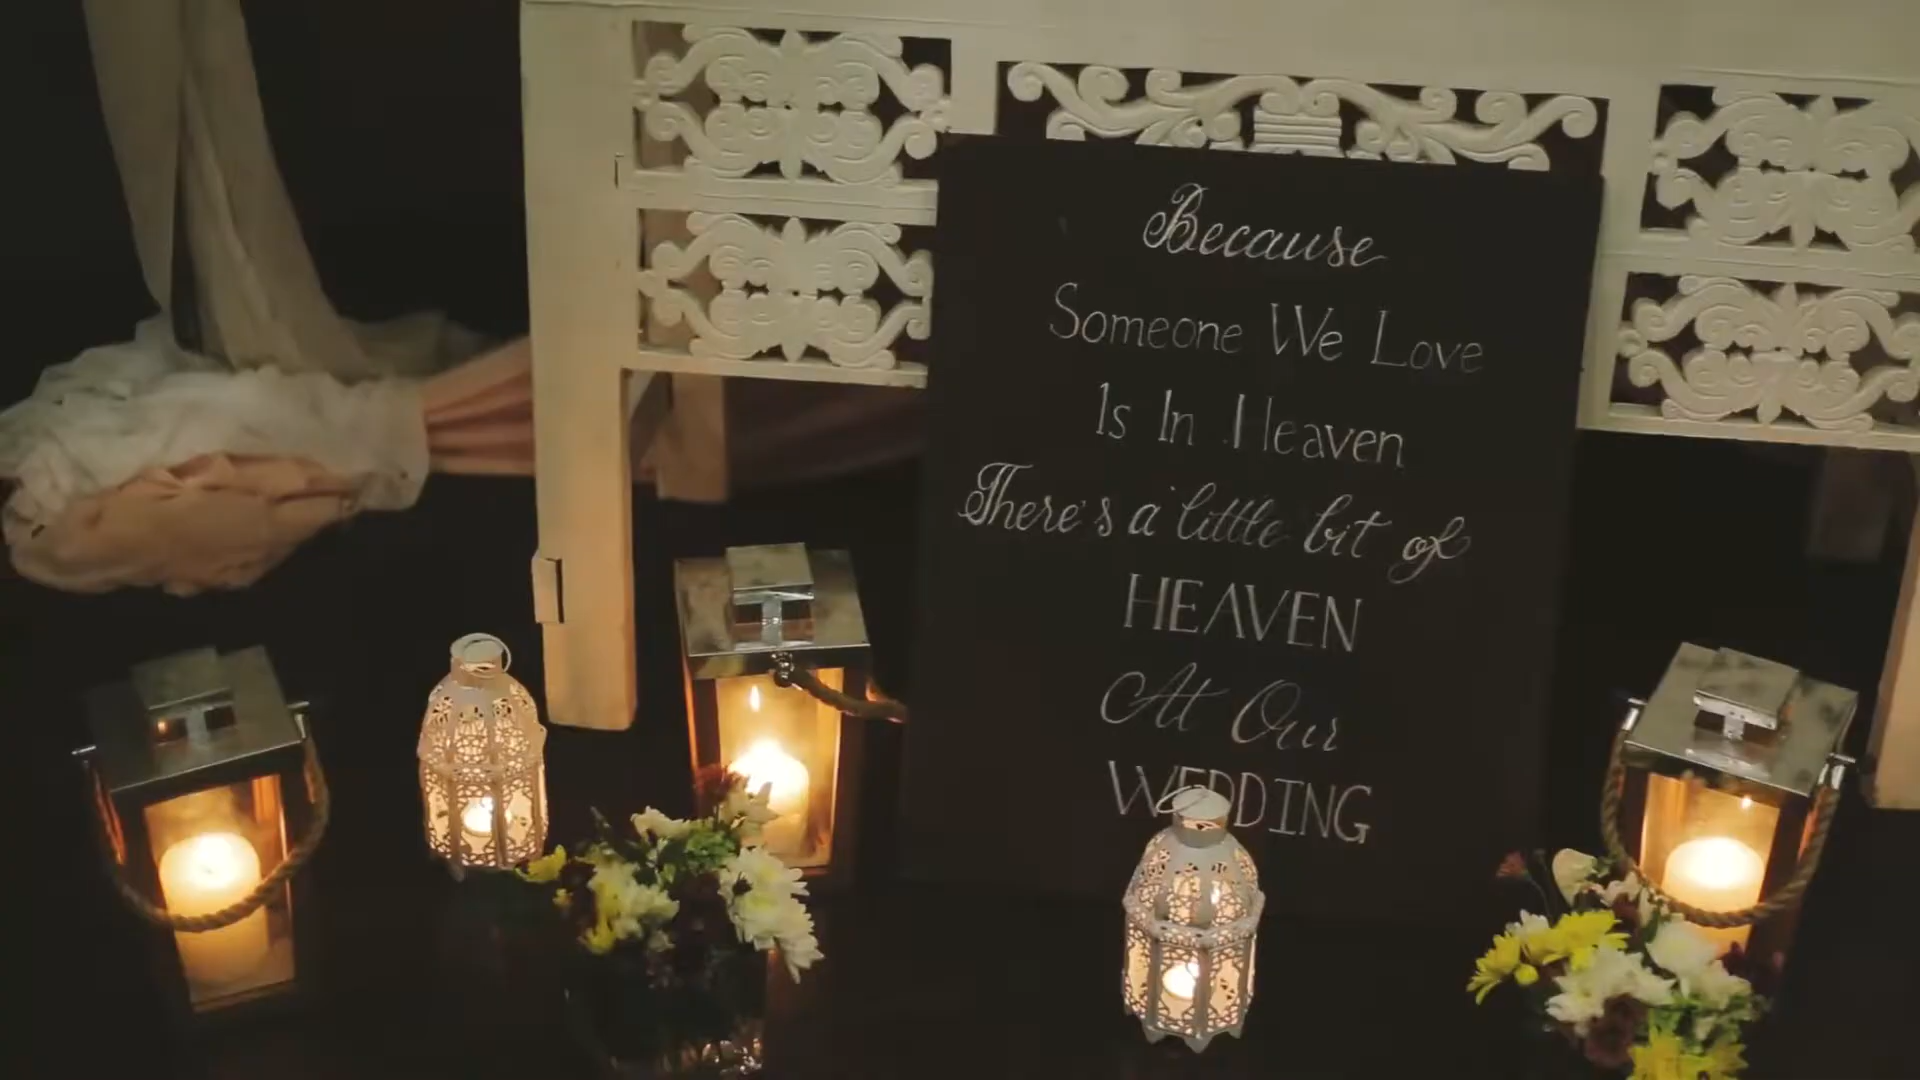 Because
Someone We Love
Is In Heaven
There's a little bit of
HEAVEN
At Our
WEDDING